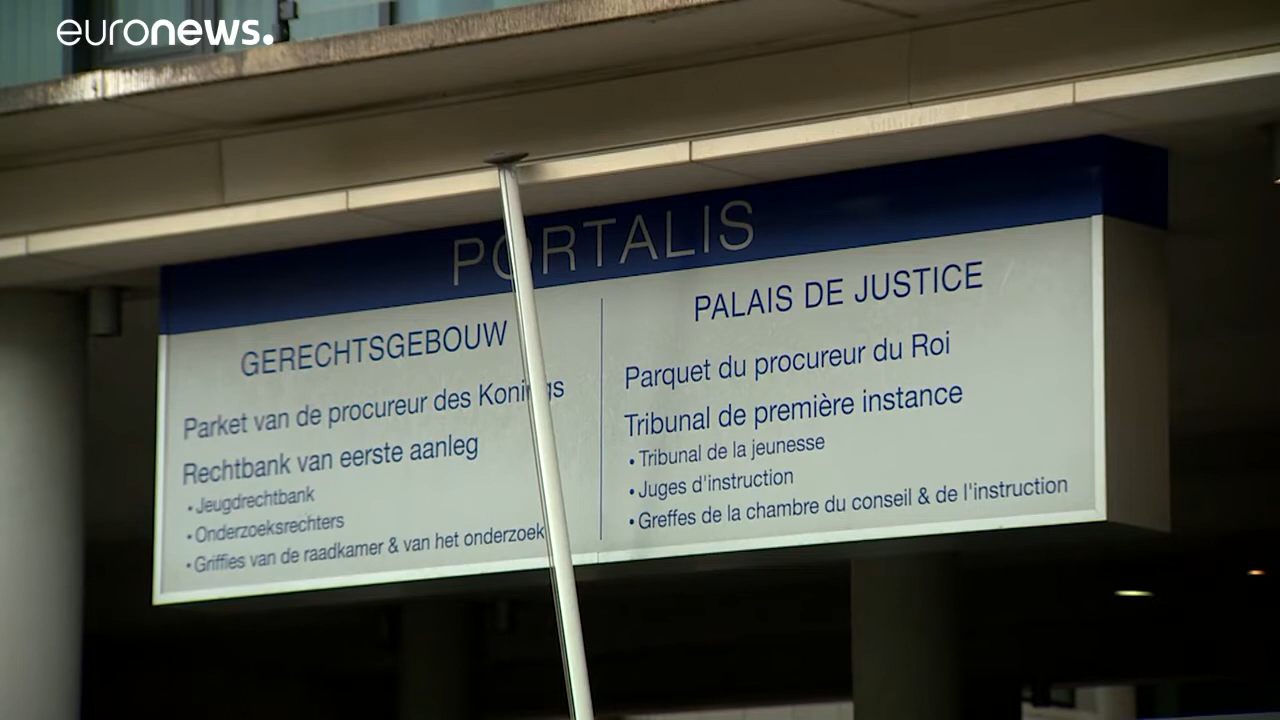 euronews.
PORTALIS
GERECHTSGEBOUW
Parket van de procureur des Konings
Rechtbank van eerste aanleg
• Jeugdrechtbank
• Onderzoeksrechters
• Griffies van de raadkamer & van het onderzoek
PALAIS DE JUSTICE
Parquet du procureur du Roi
Tribunal de première instance
• Tribunal de la jeunesse
• Juges d'instruction
• Greffes de la chambre du conseil & de l'instruction